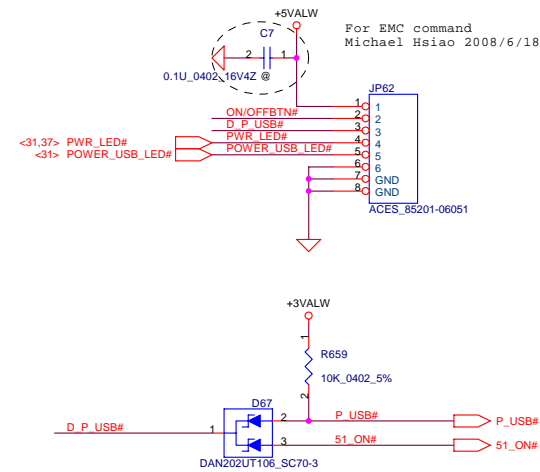 +5VALW
For EMC command
Michael Hsiao 2008/6/18
C7
2 1
0.1U_0402_16V4Z @
JP62
1 1
ON/OFFBTN# 2 2
D_P_USB# 3 3
<31,37> PWR_LED# PWR_LED# 4 4
<31> POWER_USB_LED# POWER_USB_LED# 5 5
6 6
7 GND
8 GND
ACES_85201-06051
+3VALW
1
R659
10K_0402_5%
2
D67
D_P_USB# 1 2 P_USB# P_USB#
3 51_ON# 51_ON#
DAN202UT106_SC70-3